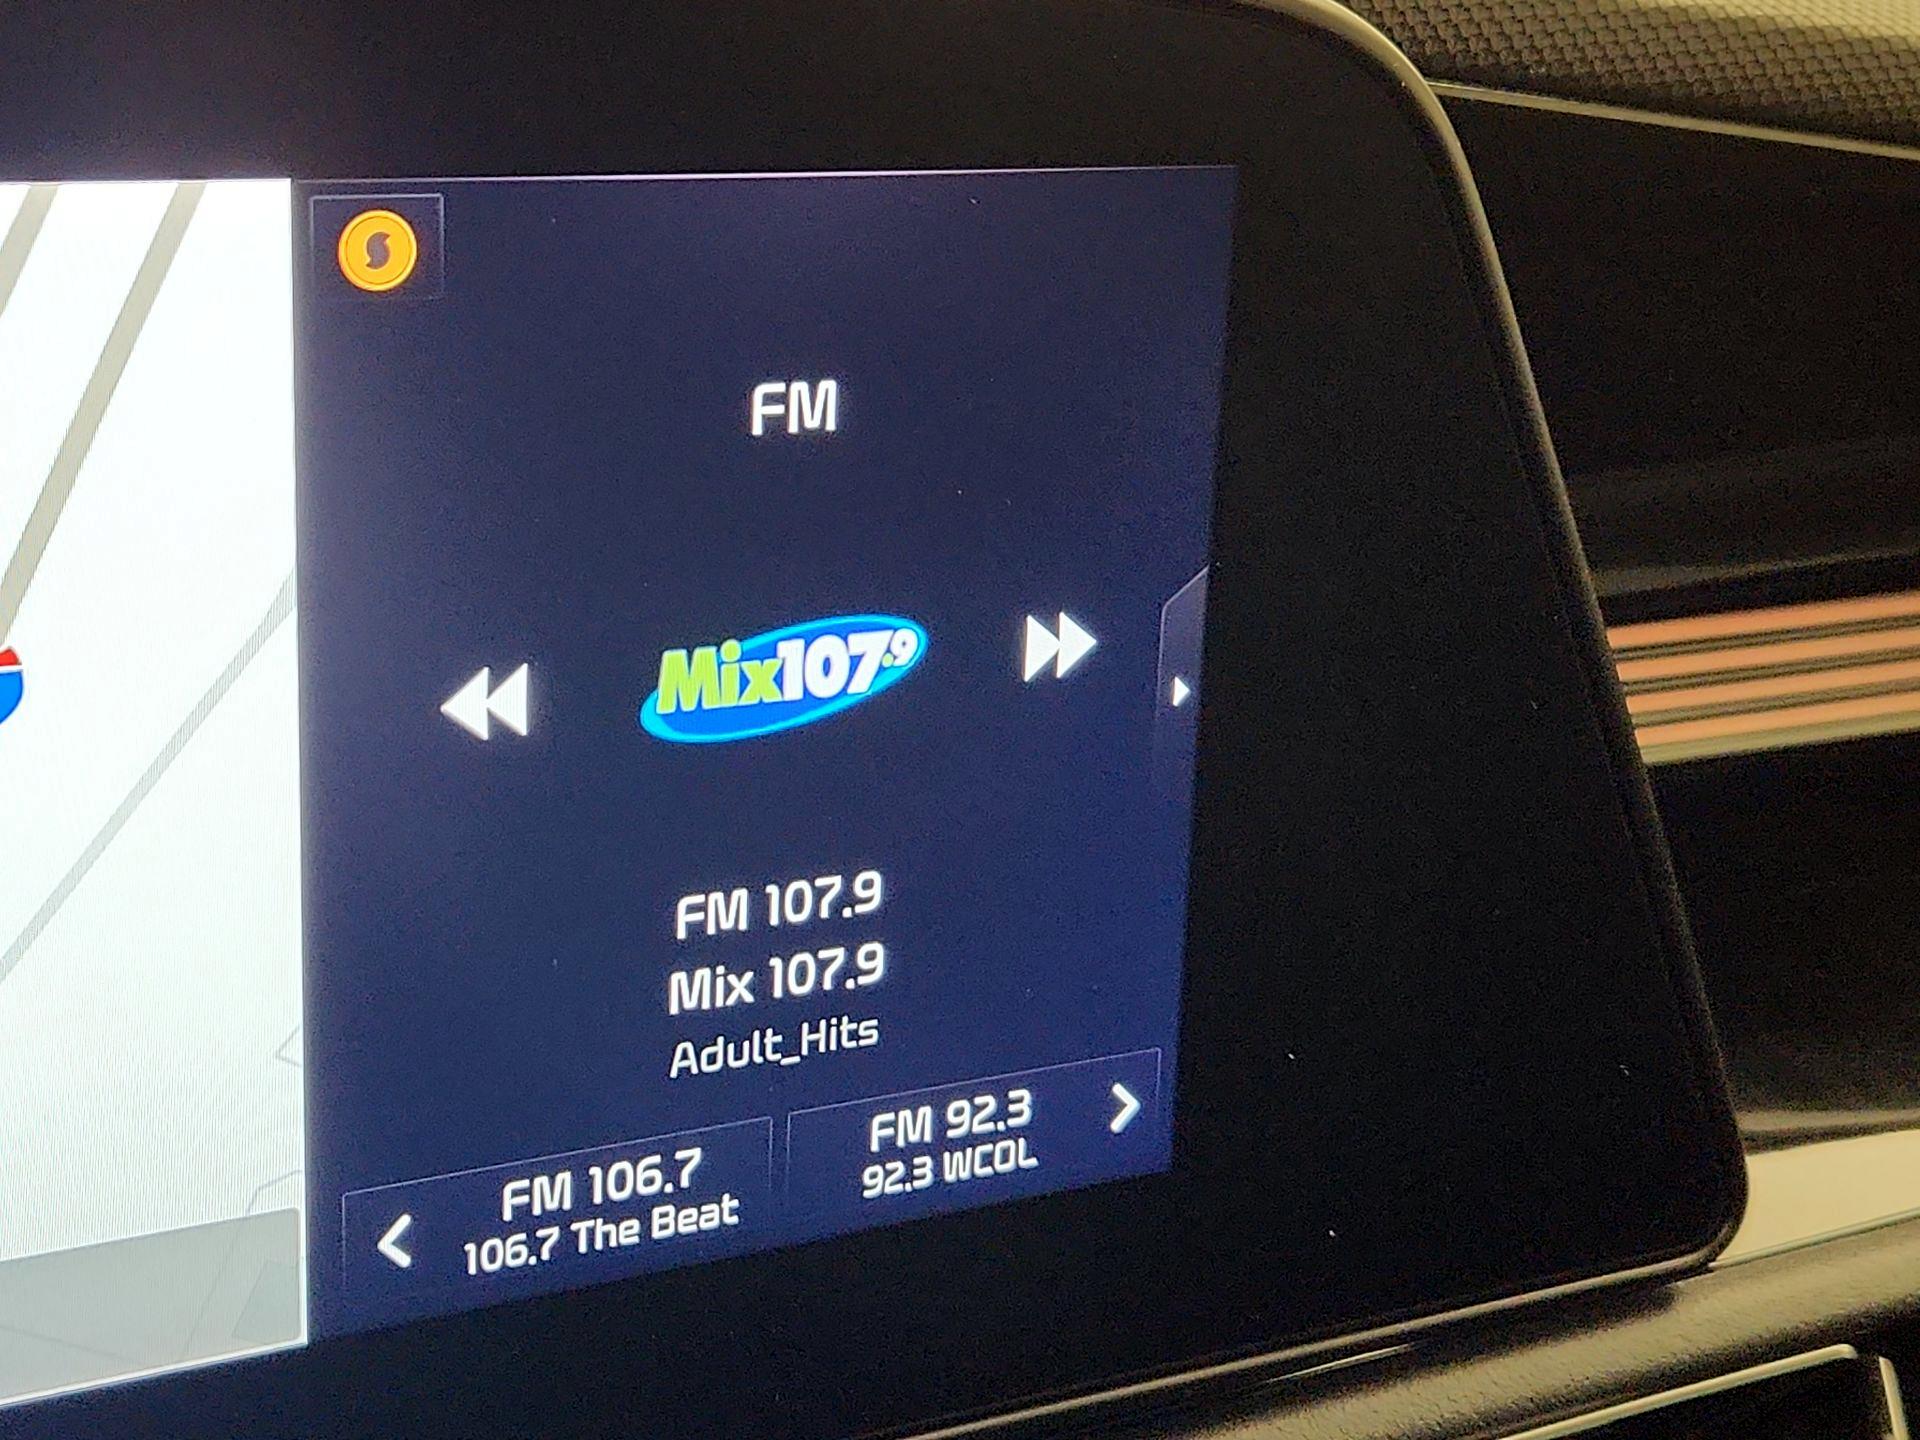 FM
Mix107.9
FM 107.9
Mix 107.9
Adult_Hits
FM 106.7
106.7 The Beat
FM 92.3
92.3 WCOL